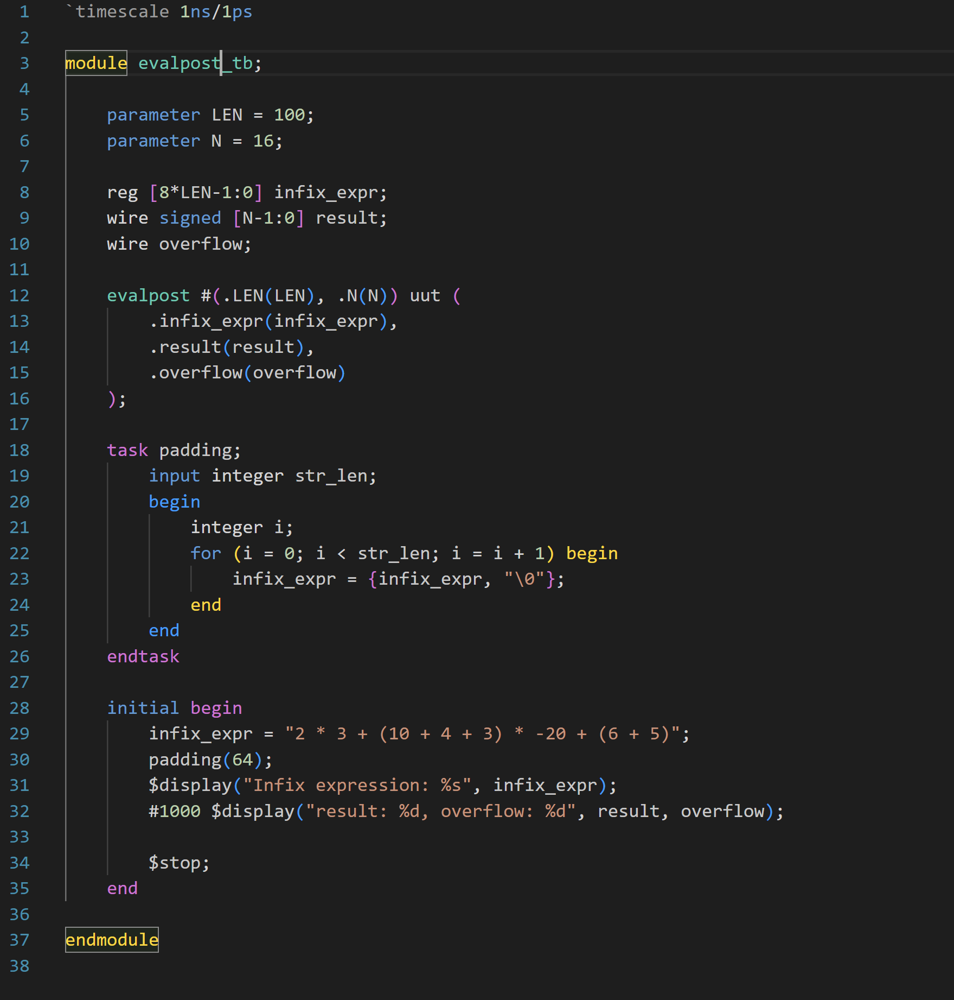 1 `timescale 1ns/1ps
2
3 module evalpost_tb;
4
5     parameter LEN = 100;
6     parameter N = 16;
7
8     reg [8*LEN-1:0] infix_expr;
9     wire signed [N-1:0] result;
10     wire overflow;
11
12     evalpost #(.LEN(LEN), .N(N)) uut (
13         .infix_expr(infix_expr),
14         .result(result),
15         .overflow(overflow)
16     );
17
18     task padding;
19         input integer str_len;
20         begin
21             integer i;
22             for (i = 0; i < str_len; i = i + 1) begin
23                 infix_expr = {infix_expr, "\0"};
24             end
25         end
26     endtask
27
28     initial begin
29         infix_expr = "2 * 3 + (10 + 4 + 3) * -20 + (6 + 5)";
30         padding(64);
31         $display("Infix expression: %s", infix_expr);
32         #1000 $display("result: %d, overflow: %d", result, overflow);
33
34         $stop;
35     end
36
37 endmodule
38